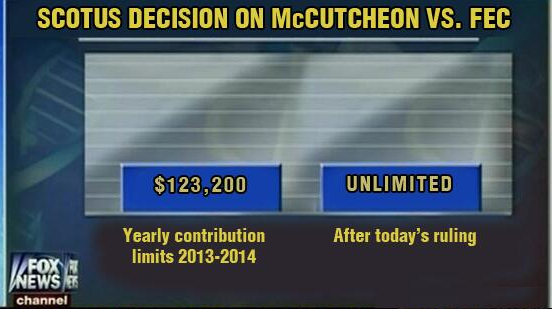 SCOTUS DECISION ON McCUTCHEON VS. FEC
$123,200
UNLIMITED
Yearly contribution
limits 2013-2014
After today's ruling
FOX
NEWS
channel